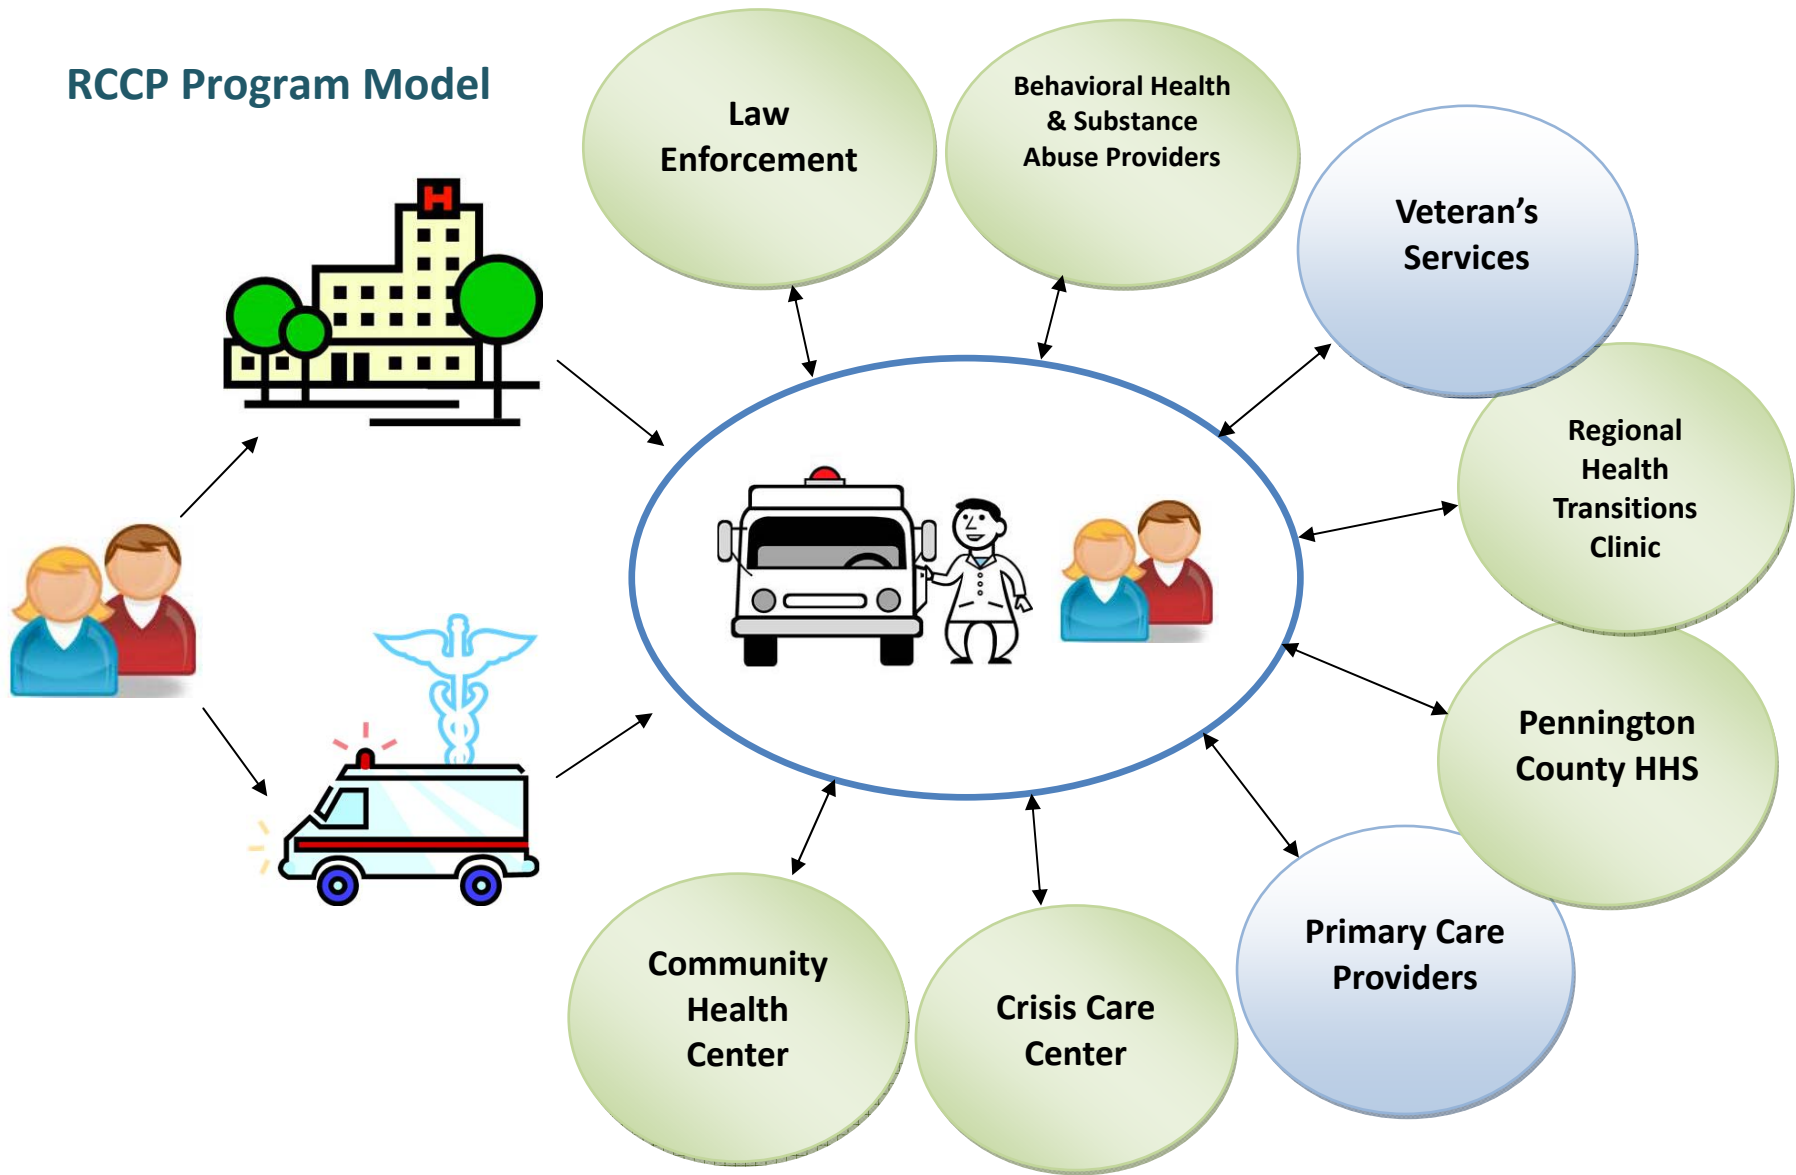 RCCP Program Model
H
Law
Enforcement
Behavioral Health
& Substance
Abuse Providers
Veteran's
Services
Regional
Health
Transitions
Clinic
Pennington
County HHS
Primary Care
Providers
Crisis Care
Center
Community
Health
Center